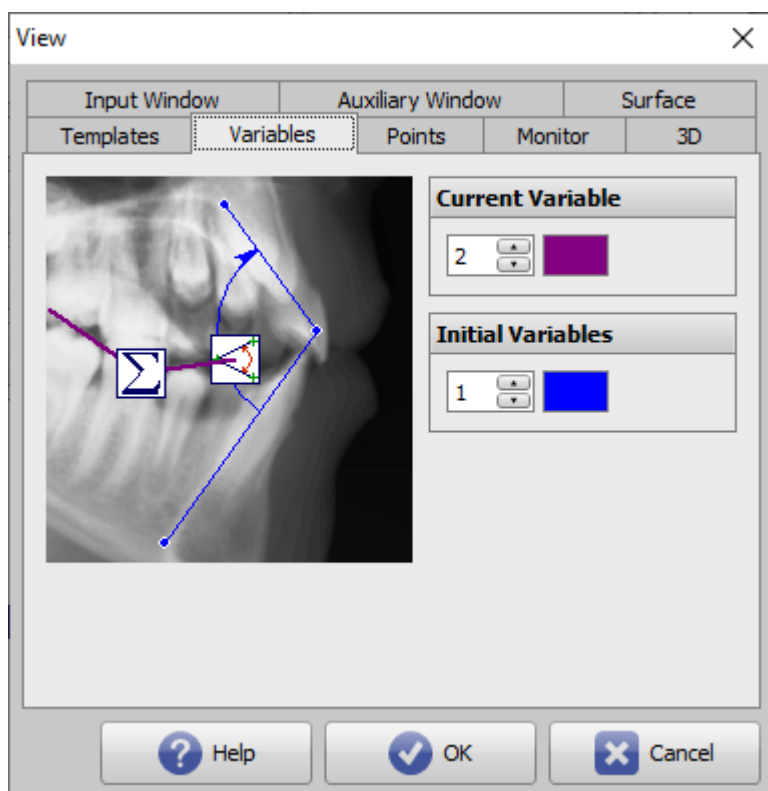 View
Input Window Auxiliary Window Surface
Templates Variables Points Monitor 3D
Current Variable
2
Initial Variables
1
Σ
Help OK Cancel